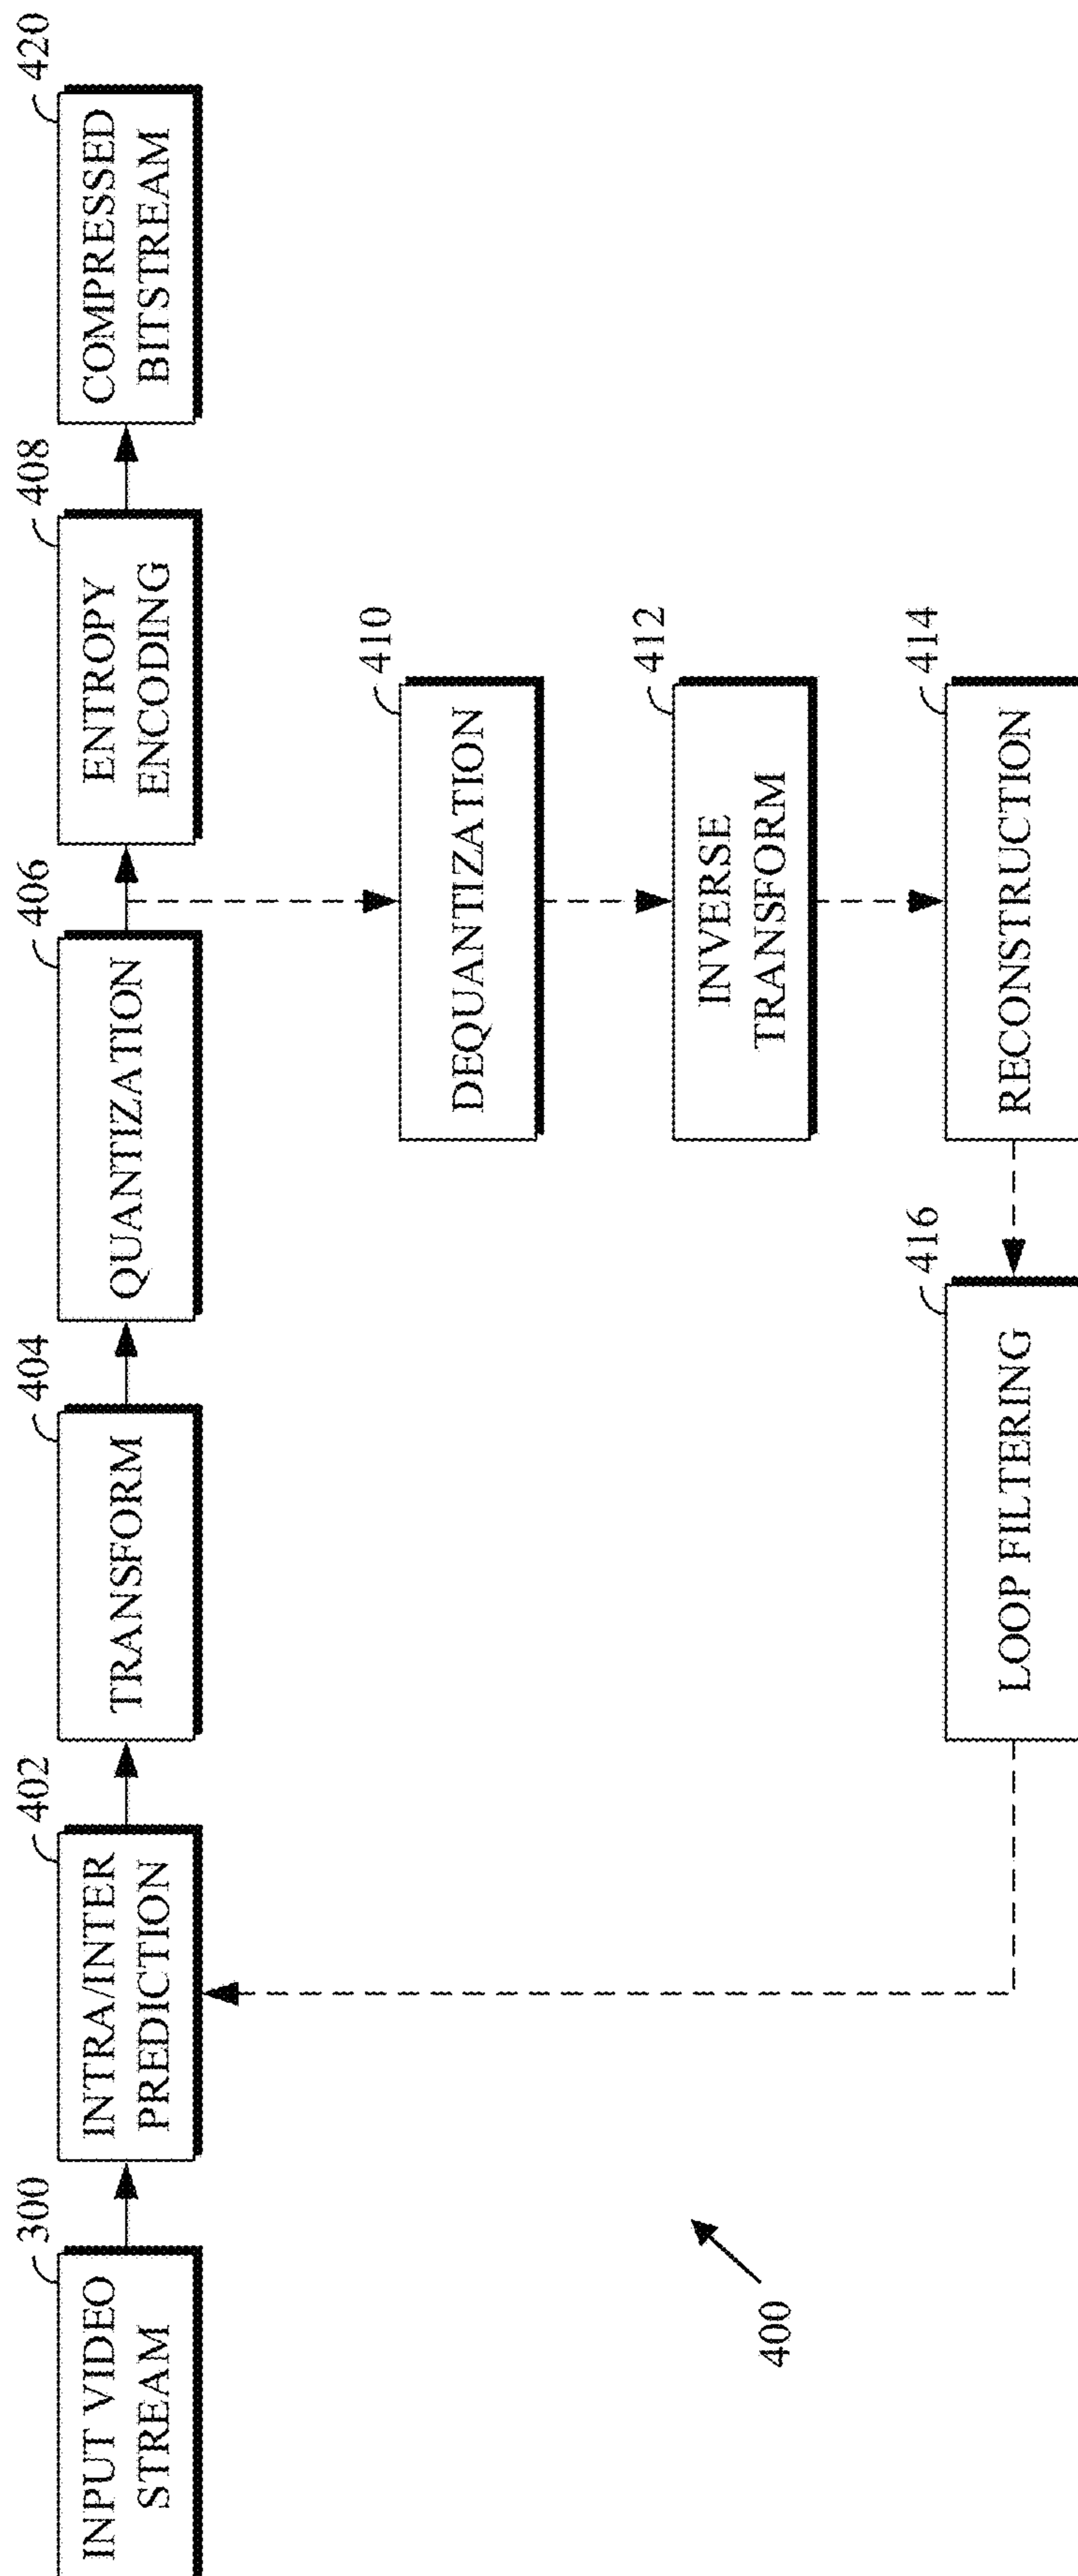 300
INPUT VIDEO
STREAM
402
INTRA/INTER
PREDICTION
404
TRANSFORM
406
QUANTIZATION
408
ENTROPY
ENCODING
420
COMPRESSED
BITSTREAM
410
DEQUANTIZATION
412
INVERSE
TRANSFORM
414
RECONSTRUCTION
416
LOOP FILTERING
400